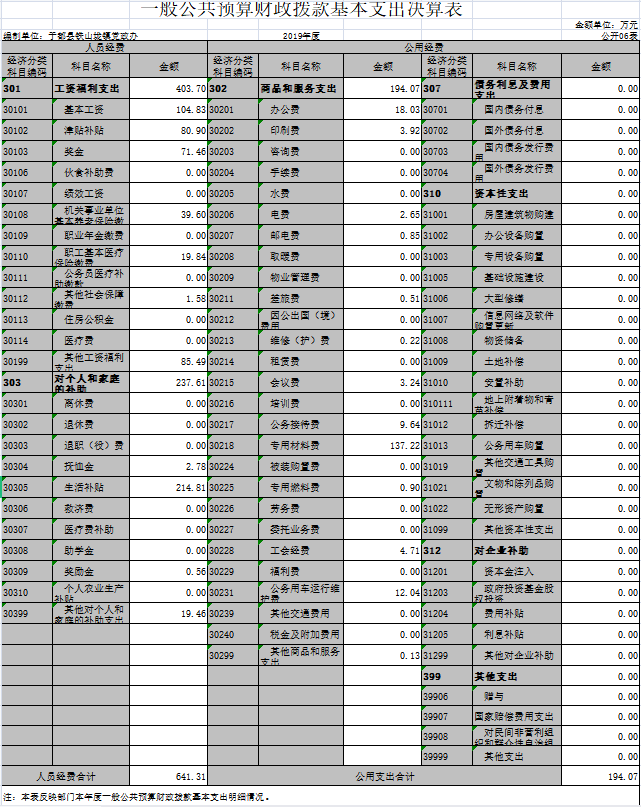 一般公共预算财政拨款基本支出决算表
金额单位：万元
编制单位：于都县铁山垅镇党政办 2019年度 公开06表
人员经费 公用经费
经济分类科目编码 科目名称 金额 经济分类科目编码 科目名称 金额 经济分类科目编码 科目名称 金额
301 工资福利支出 403.70 302 商品和服务支出 194.07 307 债务利息及费用支出 0.00
30101 基本工资 104.83 30201 办公费 18.03 30701 国内债务付息 0.00
30102 津贴补贴 80.90 30202 印刷费 3.92 30702 国外债务付息 0.00
30103 奖金 71.46 30203 咨询费 0.00 30703 国内债务发行费用 0.00
30106 伙食补助费 0.00 30204 手续费 0.00 30704 国外债务发行费用 0.00
30107 绩效工资 0.00 30205 水费 0.00 310 资本性支出 0.00
30108 机关事业单位基本养老保险缴 39.60 30206 电费 2.65 31001 房屋建筑物购建 0.00
30109 职业年金缴费 0.00 30207 邮电费 0.85 31002 办公设备购置 0.00
30110 职工基本医疗保险缴费 19.84 30208 取暖费 0.00 31003 专用设备购置 0.00
30111 公务员医疗补助缴款 0.00 30209 物业管理费 0.00 31005 基础设施建设 0.00
30112 其他社会保障缴费 1.58 30211 差旅费 0.51 31006 大型修缮 0.00
30113 住房公积金 0.00 30212 因公出国（境）费用 0.00 31007 信息网络及软件购置更新 0.00
30114 医疗费 0.00 30213 维修（护）费 0.22 31008 物资储备 0.00
30199 其他工资福利支出 85.49 30214 租赁费 0.00 31009 土地补偿 0.00
303 对个人和家庭的补助 237.61 30215 会议费 3.24 31010 安置补助 0.00
30301 离休费 0.00 30216 培训费 0.00 310111 地上附着物和青苗补偿 0.00
30302 退休费 0.00 30217 公务接待费 9.64 31012 拆迁补偿 0.00
30303 退职（役）费 0.00 30218 专用材料费 137.22 31013 公务用车购置 0.00
30304 抚恤金 2.78 30224 被装购置费 0.00 31019 其他交通工具购置 0.00
30305 生活补贴 214.81 30225 专用燃料费 0.90 31021 文物和陈列品购置 0.00
30306 救济费 0.00 30226 劳务费 0.00 31022 无形资产购置 0.00
30307 医疗费补助 0.00 30227 委托业务费 0.00 31099 其他资本性支出 0.00
30308 助学金 0.00 30228 工会经费 4.71 312 对企业补助 0.00
30309 奖励金 0.56 30229 福利费 0.00 31201 资本金注入 0.00
30310 个人农业生产补贴 0.00 30231 公务用车运行维护费 12.04 31203 政府投资基金股权投资 0.00
30399 其他对个人和家庭的补助支出 19.46 30239 其他交通费用 0.00 31204 费用补贴 0.00
30240 税金及附加费用 0.00 31205 利息补贴 0.00
30299 其他商品和服务支出 0.13 31299 其他对企业补助 0.00
399 其他支出 0.00
39906 赠与 0.00
39907 国家赔偿费用支出 0.00
39908 对民间非营利组织和群众性自治组 0.00
39999 其他支出 0.00
人员经费合计 641.31 公用支出合计 194.07
注：本表反映部门本年度一般公共预算财政拨款基本支出明细情况。